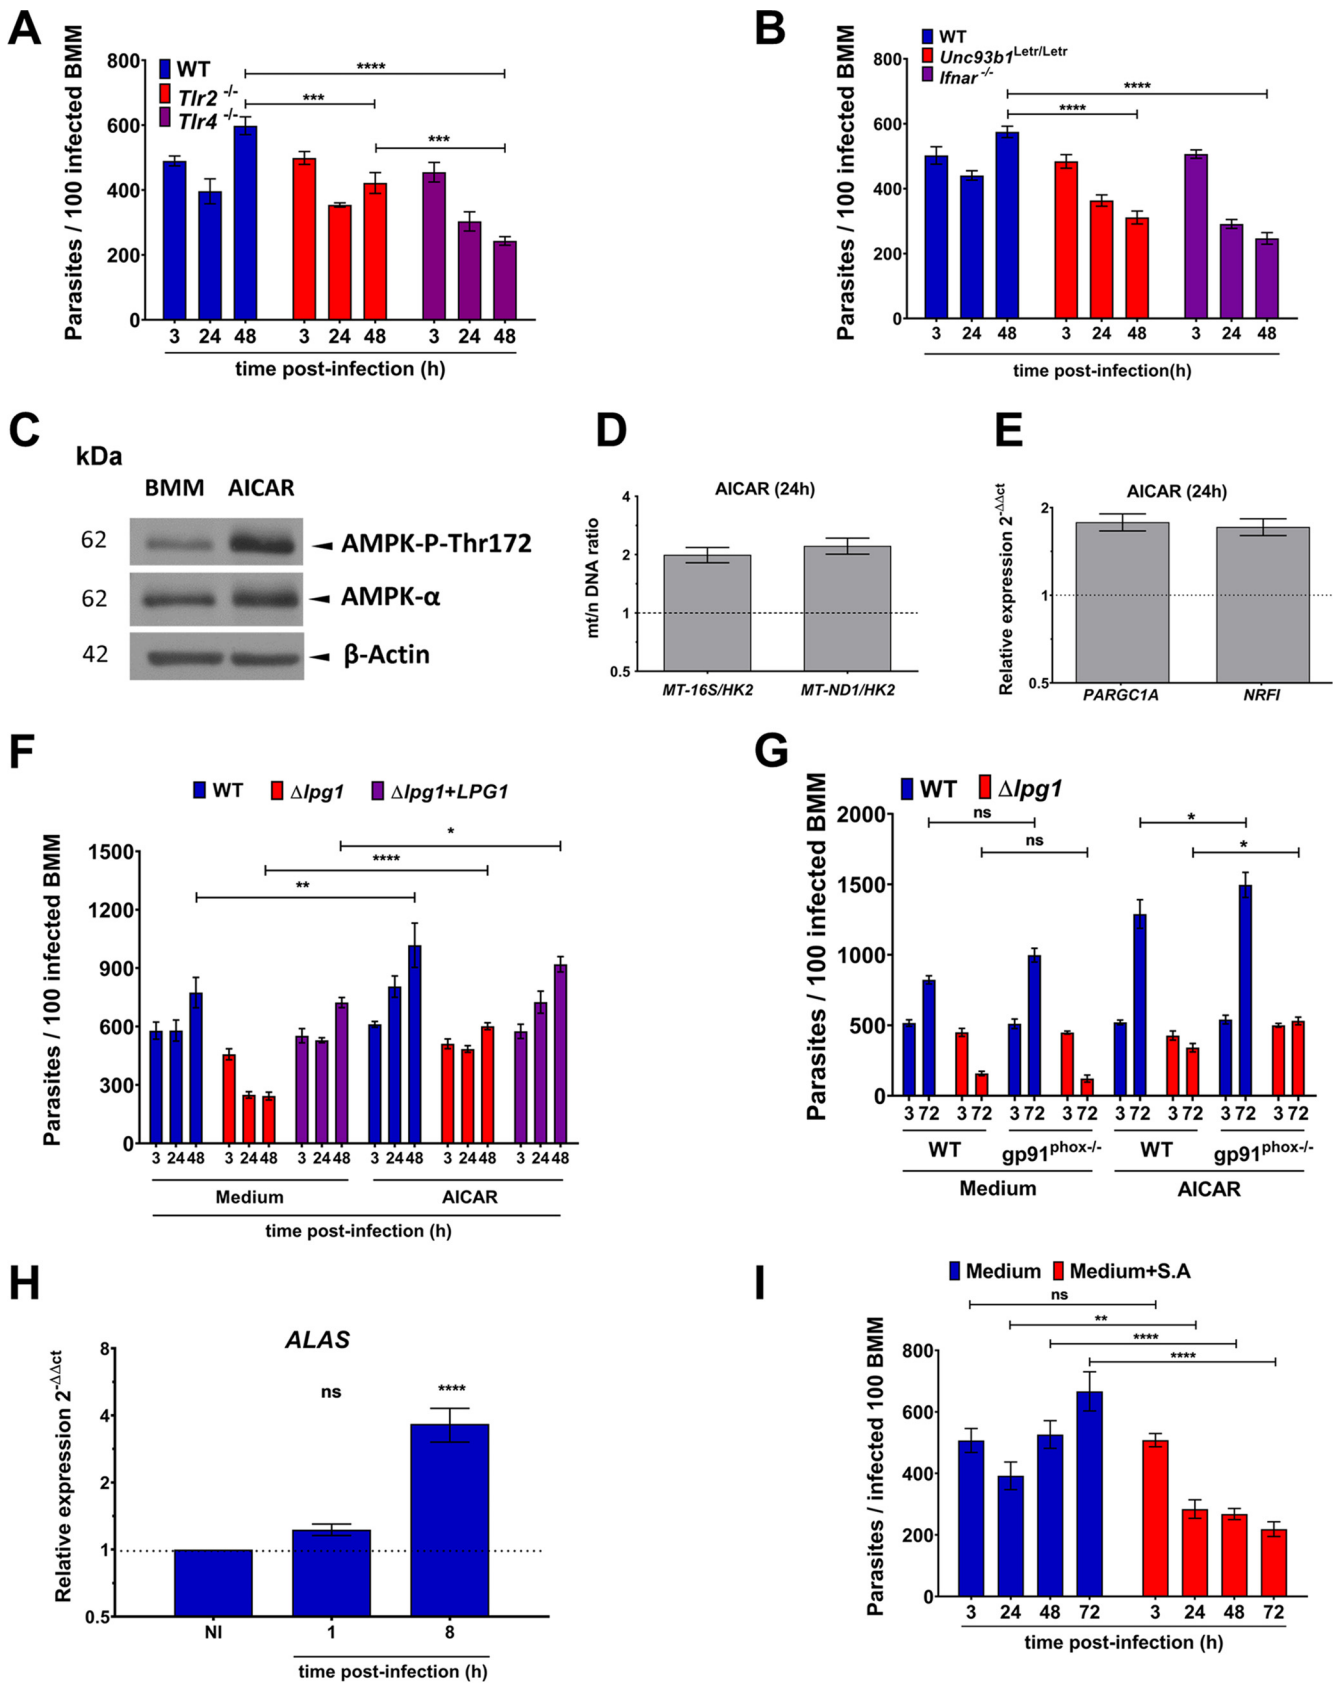 A
Parasites / 100 infected BMM
800
600
400
200
0
WT
Tlr2 -/-
Tlr4 -/-
****
***
***
3 24 48 3 24 48 3 24 48
time post-infection (h)
B
Parasites / 100 infected BMM
800
600
400
200
0
WT
Unc93b1Letr/Letr
Ifnar -/-
****
****
3 24 48 3 24 48 3 24 48
time post-infection(h)
C
kDa
BMM AICAR
62 AMPK-P-Thr172
62 AMPK-α
42 β-Actin
D
AICAR (24h)
mt/n DNA ratio
4
2
1
0.5
MT-16S/HK2 MT-ND1/HK2
E
AICAR (24h)
Relative expression 2-ΔΔct
2
1
0.5
PARGC1A NRFI
F
WT Δlpg1 Δlpg1+LPG1
Parasites / 100 infected BMM
1500
1200
900
600
300
0
*
****
**
3 24 48 3 24 48 3 24 48 3 24 48 3 24 48 3 24 48
Medium AICAR
time post-infection (h)
G
WT Δlpg1
Parasites / 100 infected BMM
2000
1500
1000
500
0
ns *
ns *
3 72 3 72 3 72 3 72 3 72 3 72 3 72 3 72
WT gp91phox-/- WT gp91phox-/-
Medium AICAR
H
ALAS
Relative expression 2-ΔΔct
8
4
2
1
0.5
ns ****
NI 1 8
time post-infection (h)
I
Medium Medium+S.A
ns
**
****
****
Parasites / infected 100 BMM
800
600
400
200
0
3 24 48 72 3 24 48 72
time post-infection (h)